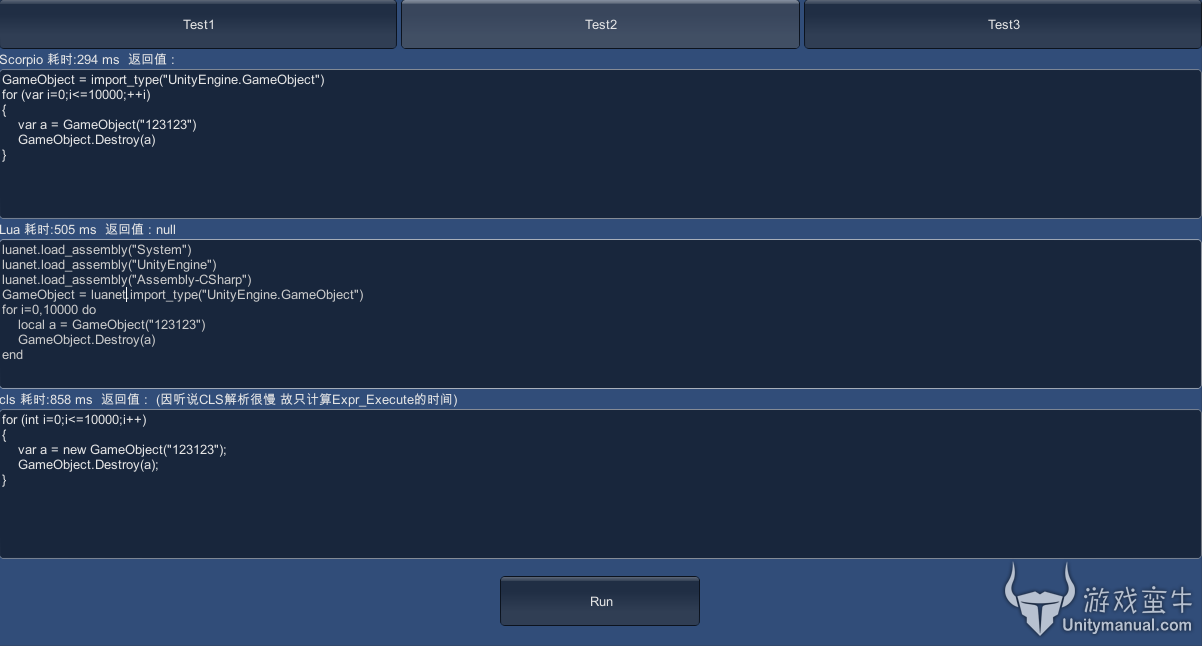 Test1 Test2 Test3
Scorpio 耗时:294 ms 返回值 :
GameObject = import_type("UnityEngine.GameObject")
for (var i=0;i<=10000;++i)
{
var a = GameObject("123123")
GameObject.Destroy(a)
}
Lua 耗时:505 ms 返回值 : null
luanet.load_assembly("System")
luanet.load_assembly("UnityEngine")
luanet.load_assembly("Assembly-CSharp")
GameObject = luanet.import_type("UnityEngine.GameObject")
for i=0,10000 do
local a = GameObject("123123")
GameObject.Destroy(a)
end
cls 耗时:858 ms 返回值 : (因听说CLS解析很慢 故只计算Expr_Execute的时间)
for (int i=0;i<=10000;i++)
{
var a = new GameObject("123123");
GameObject.Destroy(a);
}
Run
游戏蛮牛
Unitymanual.com